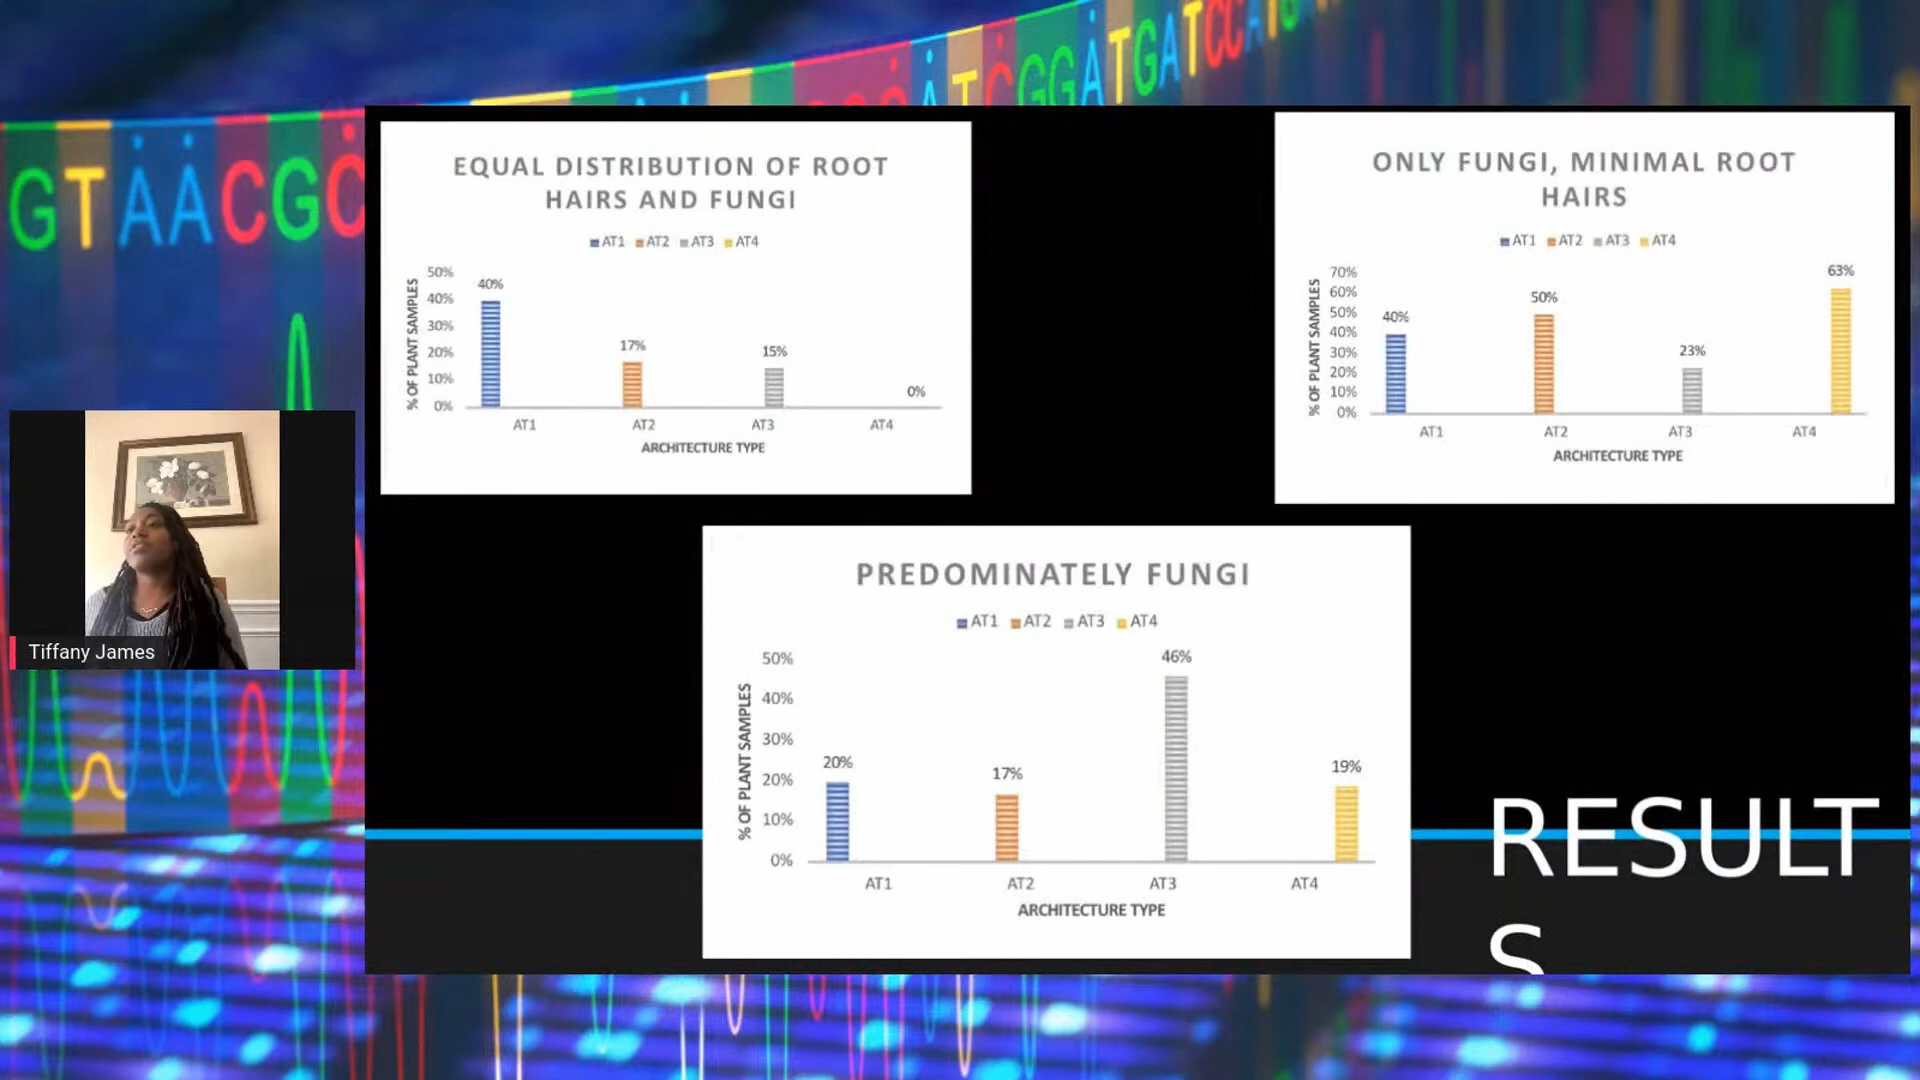 GTAACGC
ATCGGATGATCC
EQUAL DISTRIBUTION OF ROOT
HAIRS AND FUNGI
AT1 AT2 AT3 AT4
% OF PLANT SAMPLES
50%
40%
30%
20%
10%
0%
40%
17%
15%
0%
AT1 AT2 AT3 AT4
ARCHITECTURE TYPE
ONLY FUNGI, MINIMAL ROOT
HAIRS
AT1 AT2 AT3 AT4
% OF PLANT SAMPLES
70%
60%
50%
40%
30%
20%
10%
0%
40%
50%
23%
63%
AT1 AT2 AT3 AT4
ARCHITECTURE TYPE
Tiffany James
PREDOMINATELY FUNGI
AT1 AT2 AT3 AT4
% OF PLANT SAMPLES
50%
40%
30%
20%
10%
0%
20%
17%
46%
19%
AT1 AT2 AT3 AT4
ARCHITECTURE TYPE
RESULT
S